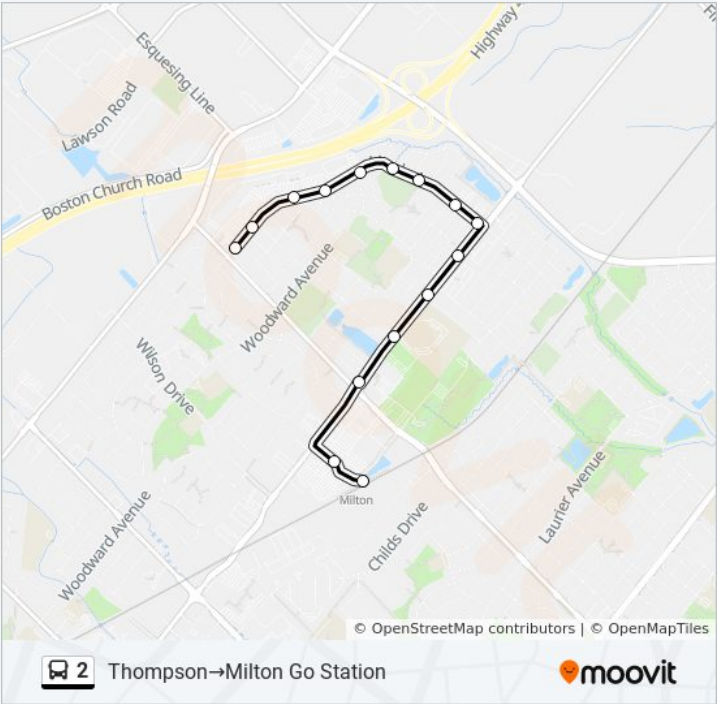 Highway
Esquesing Line
Lawson Road
Boston Church Road
Woodward Avenue
Wilson Drive
Woodward Avenue
Milton
Childs Drive
Laurier Avenue
© OpenStreetMap contributors | © OpenMapTiles
2 Thompson→Milton Go Station
moovit